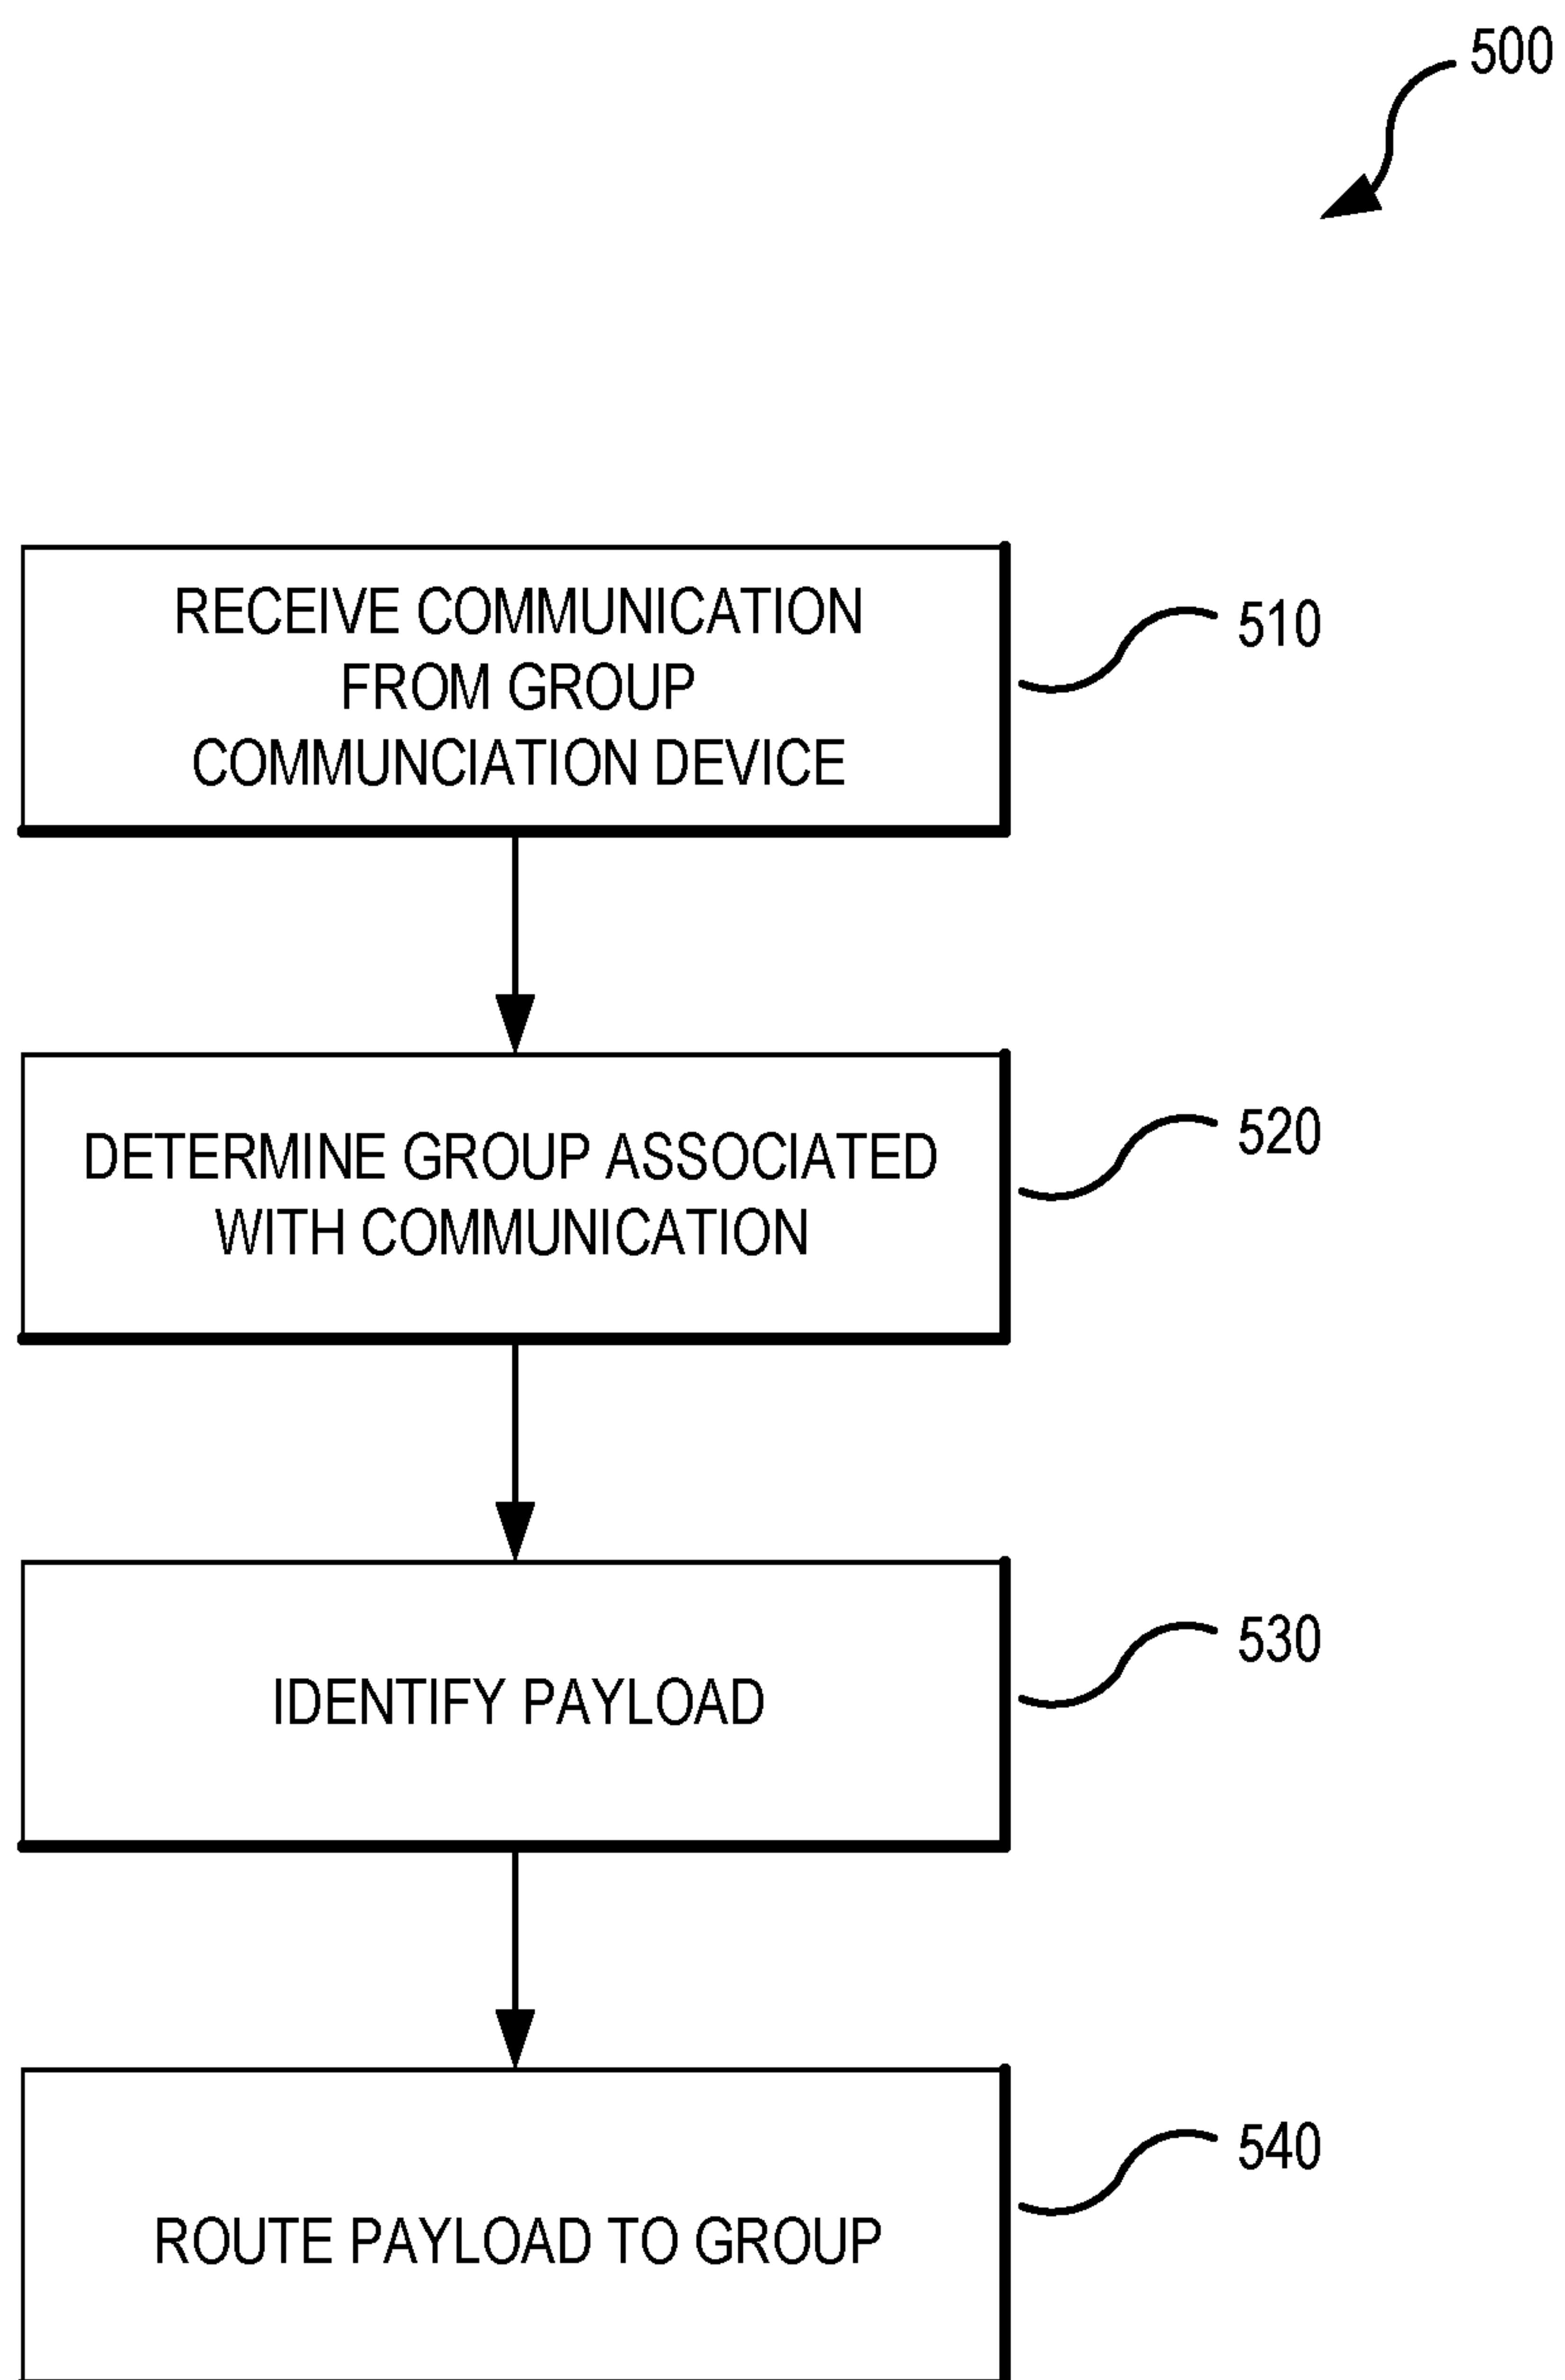 500
RECEIVE COMMUNICATION
FROM GROUP
COMMUNCIATION DEVICE
510
DETERMINE GROUP ASSOCIATED
WITH COMMUNICATION
520
IDENTIFY PAYLOAD
530
ROUTE PAYLOAD TO GROUP
540